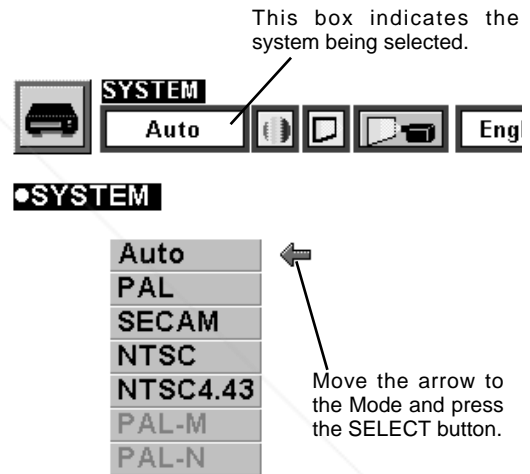 This box indicates the
system being selected.
SYSTEM
Auto
Engl
●SYSTEM
Auto
PAL
SECAM
NTSC
NTSC4.43
PAL-M
PAL-N
Move the arrow to
the Mode and press
the SELECT button.